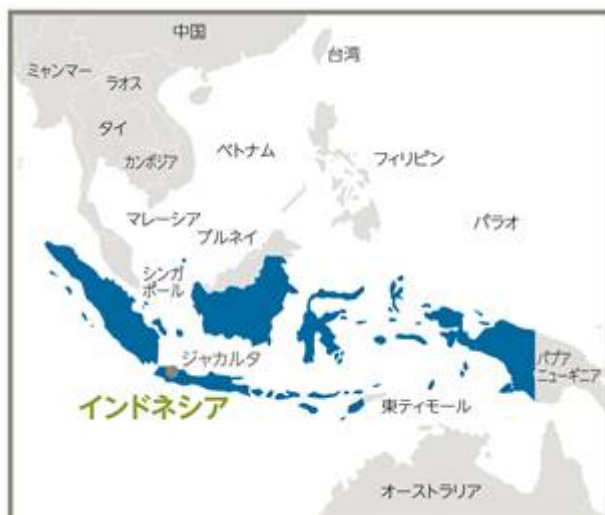 中国
台湾
ミャンマー
ラオス
タイ
カンボジア
ベトナム
フィリピン
マレーシア
ブルネイ
パラオ
シンガ
ポール
ジャカルタ
インドネシア
パプア
ニューギニア
東ティモール
オーストラリア